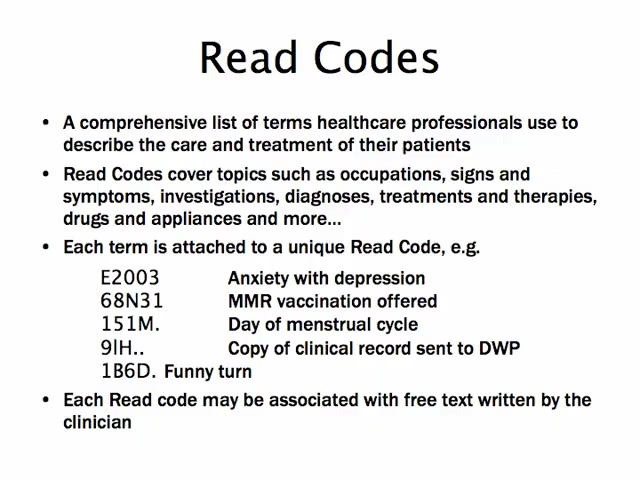 Read Codes
• A comprehensive list of terms healthcare professionals use to
describe the care and treatment of their patients
• Read Codes cover topics such as occupations, signs and
symptoms, investigations, diagnoses, treatments and therapies,
drugs and appliances and more...
• Each term is attached to a unique Read Code, e.g.
E2003 Anxiety with depression
68N31 MMR vaccination offered
151M. Day of menstrual cycle
9lH.. Copy of clinical record sent to DWP
1B6D. Funny turn
• Each Read code may be associated with free text written by the
clinician